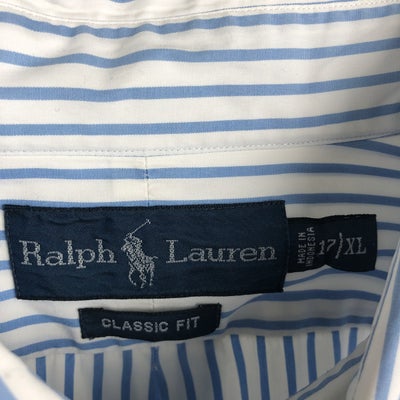 Ralph Lauren
MADE IN
INDONESIA
17/XL
CLASSIC FIT